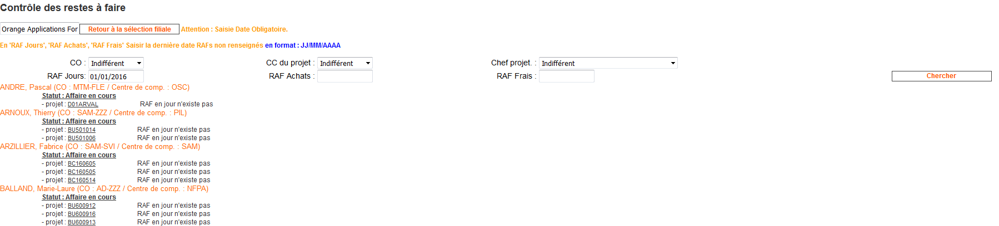 Contrôle des restes à faire
Orange Applications For Retour à la sélection filiale Attention : Saisie Date Obligatoire.
En 'RAF Jours', 'RAF Achats', 'RAF Frais' Saisir la dernière date RAFs non renseignés en format : JJ/MM/AAAA
CO : Indifférent CC du projet : Indifférent Chef projet. : Indifférent
RAF Jours: 01/01/2016 RAF Achats : RAF Frais : Chercher
ANDRE, Pascal (CO : MTM-FLE / Centre de comp. : OSC)
Statut : Affaire en cours
- projet : D01ARVAL RAF en jour n'existe pas
ARNOUX, Thierry (CO : SAM-ZZZ / Centre de comp. : PIL)
Statut : Affaire en cours
- projet : BU501014 RAF en jour n'existe pas
- projet : BU501006 RAF en jour n'existe pas
ARZILLIER, Fabrice (CO : SAM-SVI / Centre de comp. : SAM)
Statut : Affaire en cours
- projet : BC160605 RAF en jour n'existe pas
- projet : BC160505 RAF en jour n'existe pas
- projet : BC160514 RAF en jour n'existe pas
BALLAND, Marie-Laure (CO : AD-ZZZ / Centre de comp. : NFPA)
Statut : Affaire en cours
- projet : BU600912 RAF en jour n'existe pas
- projet : BU600916 RAF en jour n'existe pas
- projet : BU600913 RAF en jour n'existe pas